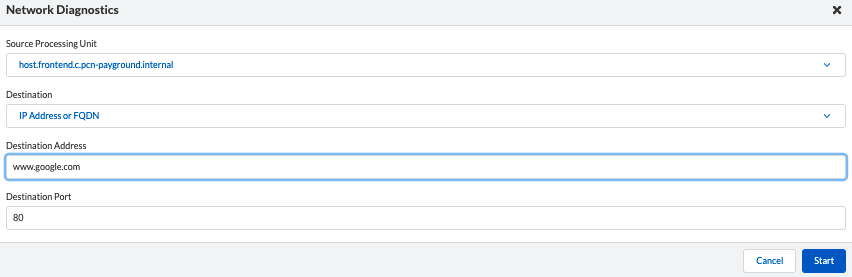 Network Diagnostics
Source Processing Unit
host.frontend.c.pcn-payground.internal
Destination
IP Address or FQDN
Destination Address
www.google.com
Destination Port
80
Cancel Start